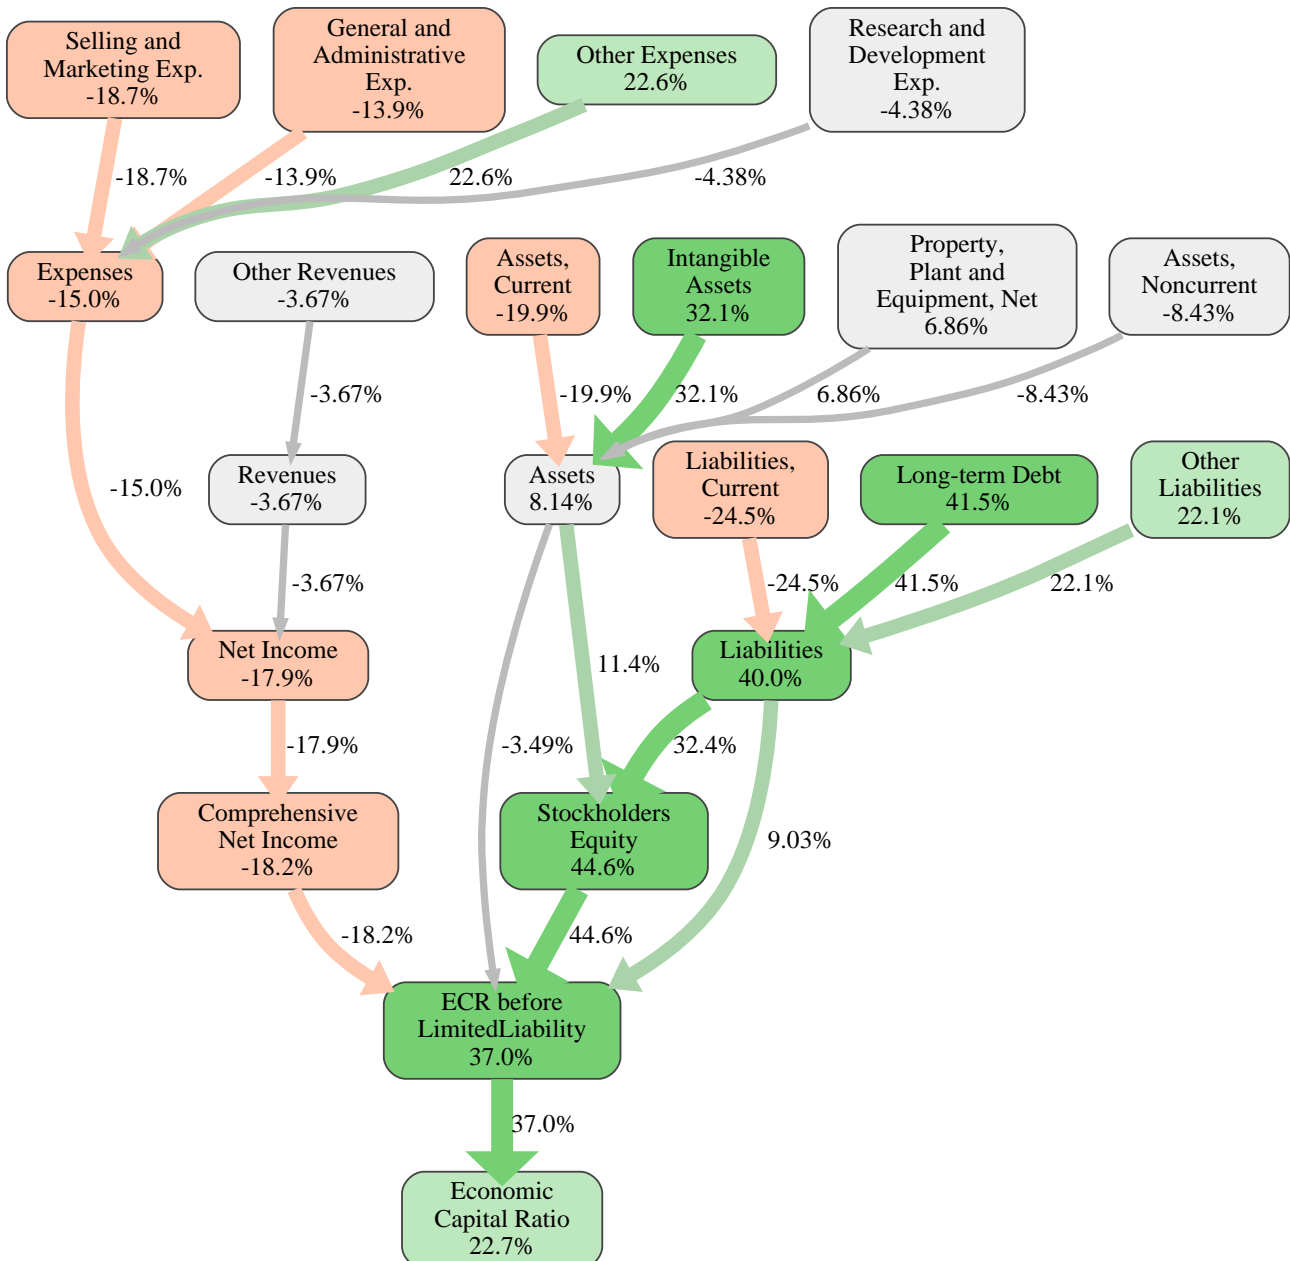 Selling and
Marketing Exp.
-18.7%
General and
Administrative
Exp.
-13.9%
Other Expenses
22.6%
Research and
Development
Exp.
-4.38%
-18.7%
-13.9%
22.6%
-4.38%
Expenses
-15.0%
Other Revenues
-3.67%
Assets,
Current
-19.9%
Intangible
Assets
32.1%
Property,
Plant and
Equipment, Net
6.86%
Assets,
Noncurrent
-8.43%
-3.67%
-19.9%
32.1%
6.86%
-8.43%
-15.0%
Revenues
-3.67%
Assets
8.14%
Liabilities,
Current
-24.5%
Long-term Debt
41.5%
Other
Liabilities
22.1%
-3.67%
-24.5%
41.5%
22.1%
Net Income
-17.9%
11.4%
Liabilities
40.0%
-17.9%
-3.49%
32.4%
Comprehensive
Net Income
-18.2%
Stockholders
Equity
44.6%
9.03%
-18.2%
44.6%
ECR before
LimitedLiability
37.0%
37.0%
Economic
Capital Ratio
22.7%